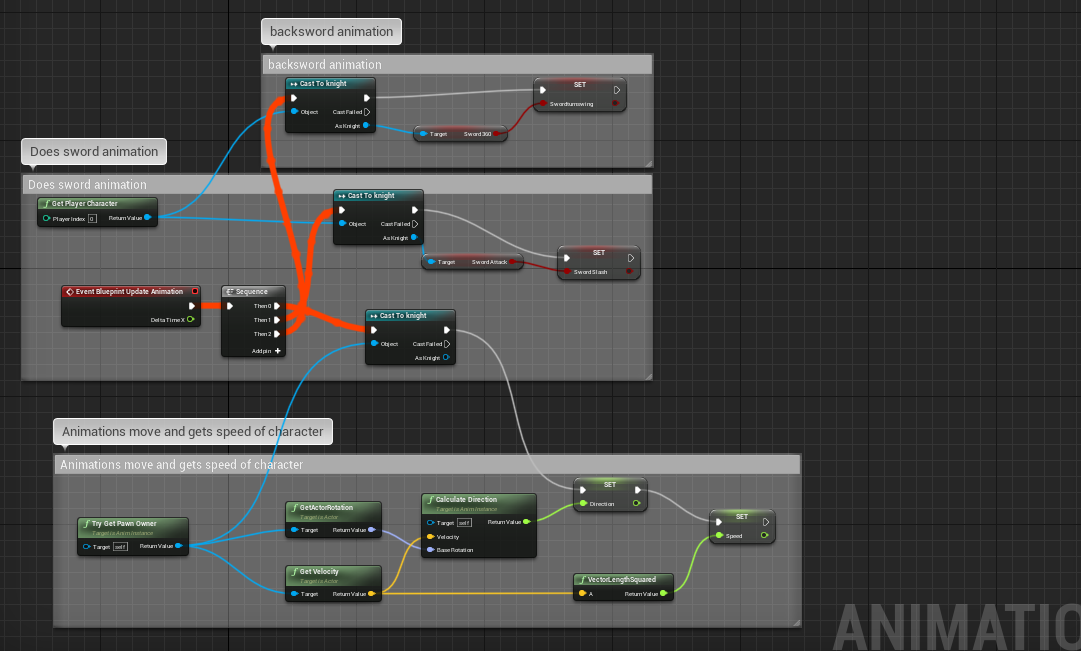 backsword animation
backsword animation
Cast To knight
Object
Cast Failed
As Knight
Target
Sword 360
SET
Swordturnswing
Does sword animation
Does sword animation
Get Player Character
Player Index 0
Return Value
Cast To knight
Object
Cast Failed
As Knight
Target
Sword Attack
SET
Sword Slash
Event Blueprint Update Animation
Delta Time X
Sequence
Then 0
Then 1
Then 2
Add pin +
Cast To knight
Object
Cast Failed
As Knight
Animations move and gets speed of character
Animations move and gets speed of character
Try Get Pawn Owner
Target is Anim Instance
Target self
Return Value
GetActorRotation
Target is Actor
Target
Return Value
Get Velocity
Target is Actor
Target
Return Value
Calculate Direction
Target is Anim Instance
Target self
Return Value
Velocity
Base Rotation
SET
Direction
SET
Speed
VectorLengthSquared
A
Return Value
ANIMATIO